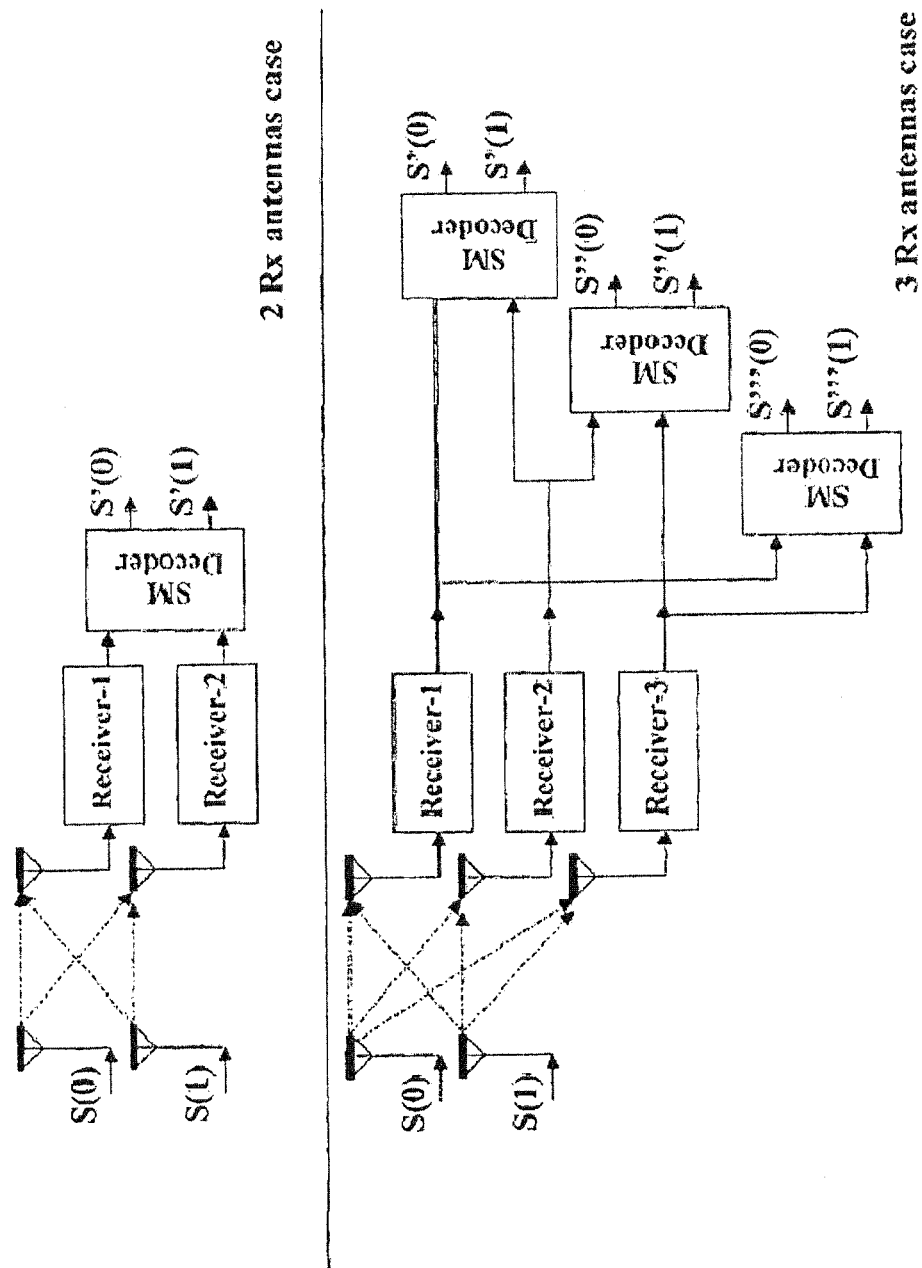 S(0)
S(1)
Receiver-1
Receiver-2
SM
Decoder
S'(0)
S'(1)
2 Rx antennas case
S(0)
S(1)
Receiver-1
Receiver-2
Receiver-3
SM
Decoder
S'(0)
S'(1)
SM
Decoder
S''(0)
S''(1)
SM
Decoder
S'''(0)
S'''(1)
3 Rx antennas case